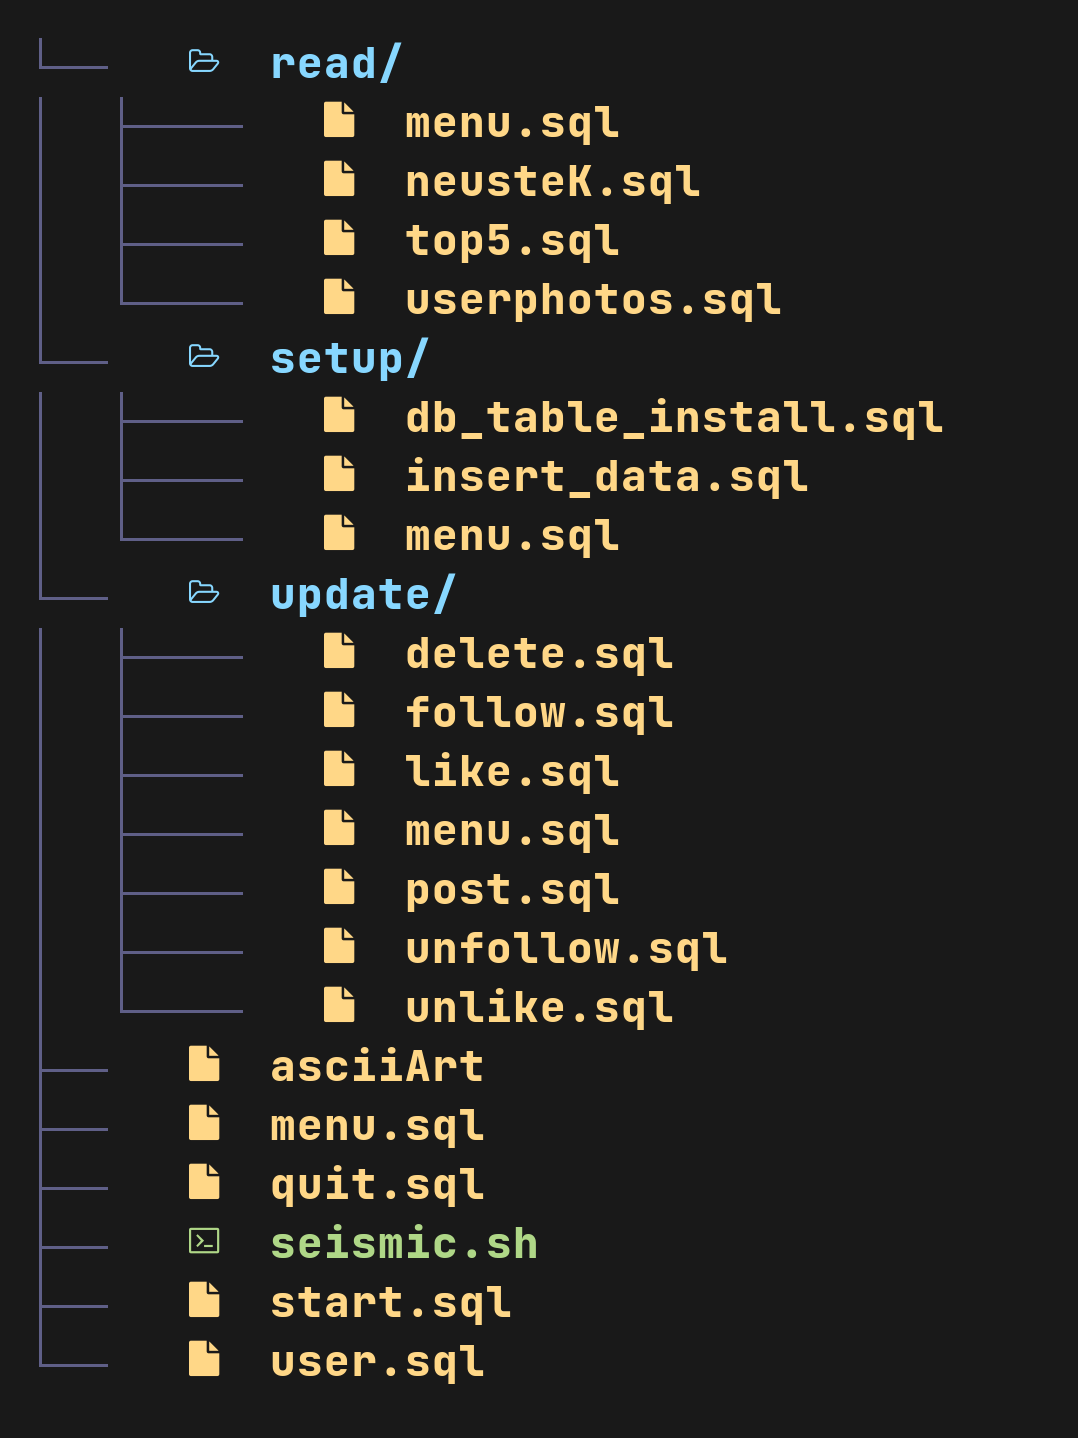 read/
menu.sql
neusteK.sql
top5.sql
userphotos.sql
setup/
db_table_install.sql
insert_data.sql
menu.sql
update/
delete.sql
follow.sql
like.sql
menu.sql
post.sql
unfollow.sql
unlike.sql
asciiArt
menu.sql
quit.sql
seismic.sh
start.sql
user.sql